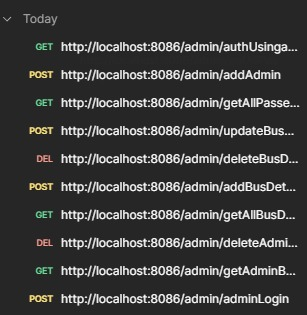 Today
GET http://localhost:8086/admin/authUsinga...
POST http://localhost:8086/admin/addAdmin
GET http://localhost:8086/admin/getAllPasse...
POST http://localhost:8086/admin/updateBus...
DEL http://localhost:8086/admin/deleteBusD...
POST http://localhost:8086/admin/addBusDet...
GET http://localhost:8086/admin/getAllBusD...
DEL http://localhost:8086/admin/deleteAdmi...
GET http://localhost:8086/admin/getAdminB...
POST http://localhost:8086/admin/adminLogin